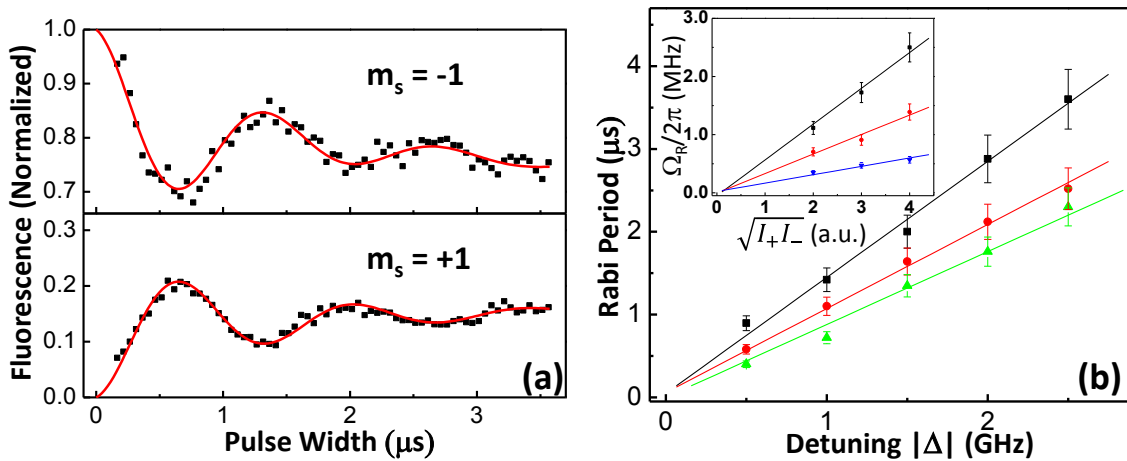 1.0
0.9
0.8
0.7
m_s = -1
0.3
0.2
0.1
0.0
m_s = +1
(a)
0
1
2
3
Fluorescence (Normalized)
Pulse Width (μs)
4
3
2
1
0
Rabi Period (μs)
0
1
2
Detuning |Δ| (GHz)
(b)
3.0
2.0
1.0
0.0
Ω_R/2π (MHz)
0
1
2
3
4
√I₊I₋ (a.u.)